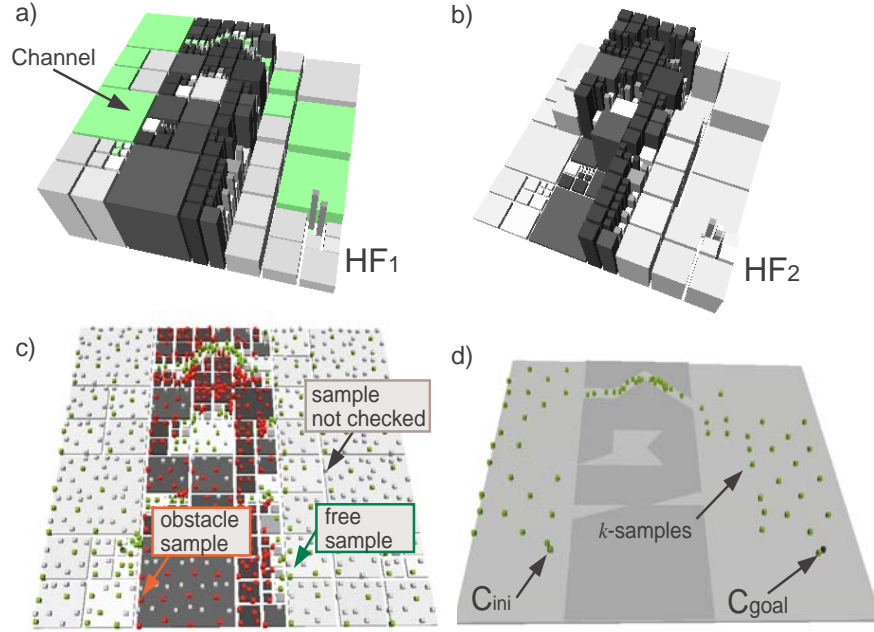 a)
Channel
HF1
b)
HF2
c)
sample
not checked
obstacle
sample
free
sample
d)
k-samples
Cini
Cgoal